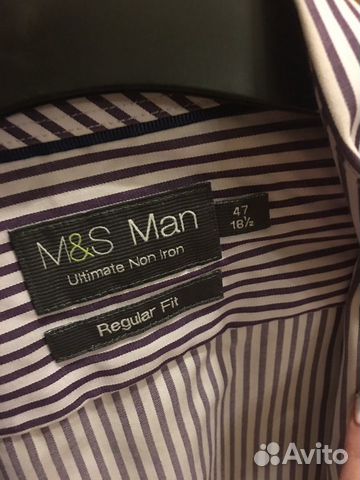 M&S Man
Ultimate Non Iron
Regular Fit
47
18½
Avito